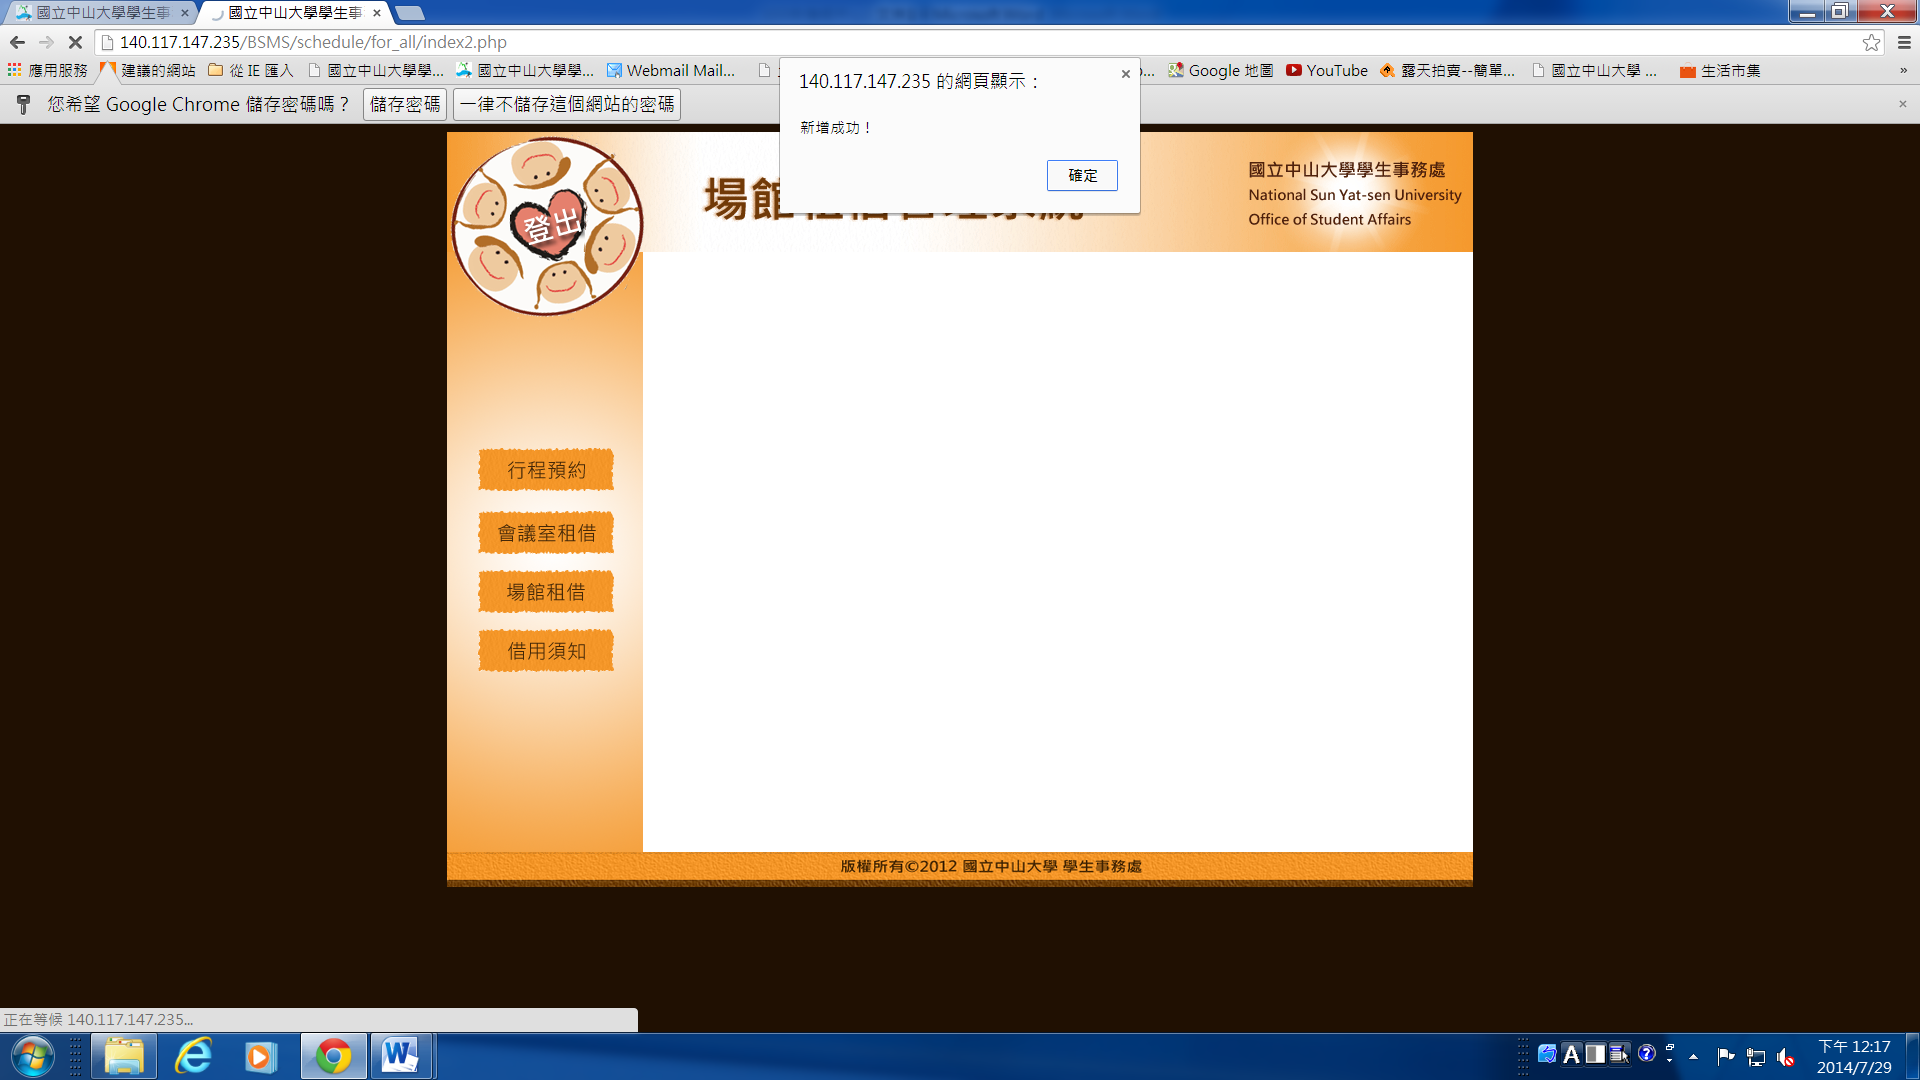 國立中山大學學生事
國立中山大學學生事
140.117.147.235/BSMS/schedule/for_all/index2.php
應用服務
建議的網站
從 IE 匯入
國立中山大學學...
國立中山大學學...
Webmail Mail...
Google 地圖
YouTube
露天拍賣--簡單...
國立中山大學 ...
生活市集
»
您希望 Google Chrome 儲存密碼嗎？
儲存密碼
一律不儲存這個網站的密碼
140.117.147.235 的網頁顯示：
新增成功！
確定
登出
場館
國立中山大學學生事務處
National Sun Yat-sen University
Office of Student Affairs
行程預約
會議室租借
場館租借
借用須知
版權所有©2012 國立中山大學 學生事務處
正在等候 140.117.147.235...
A
下午 12:17
2014/7/29